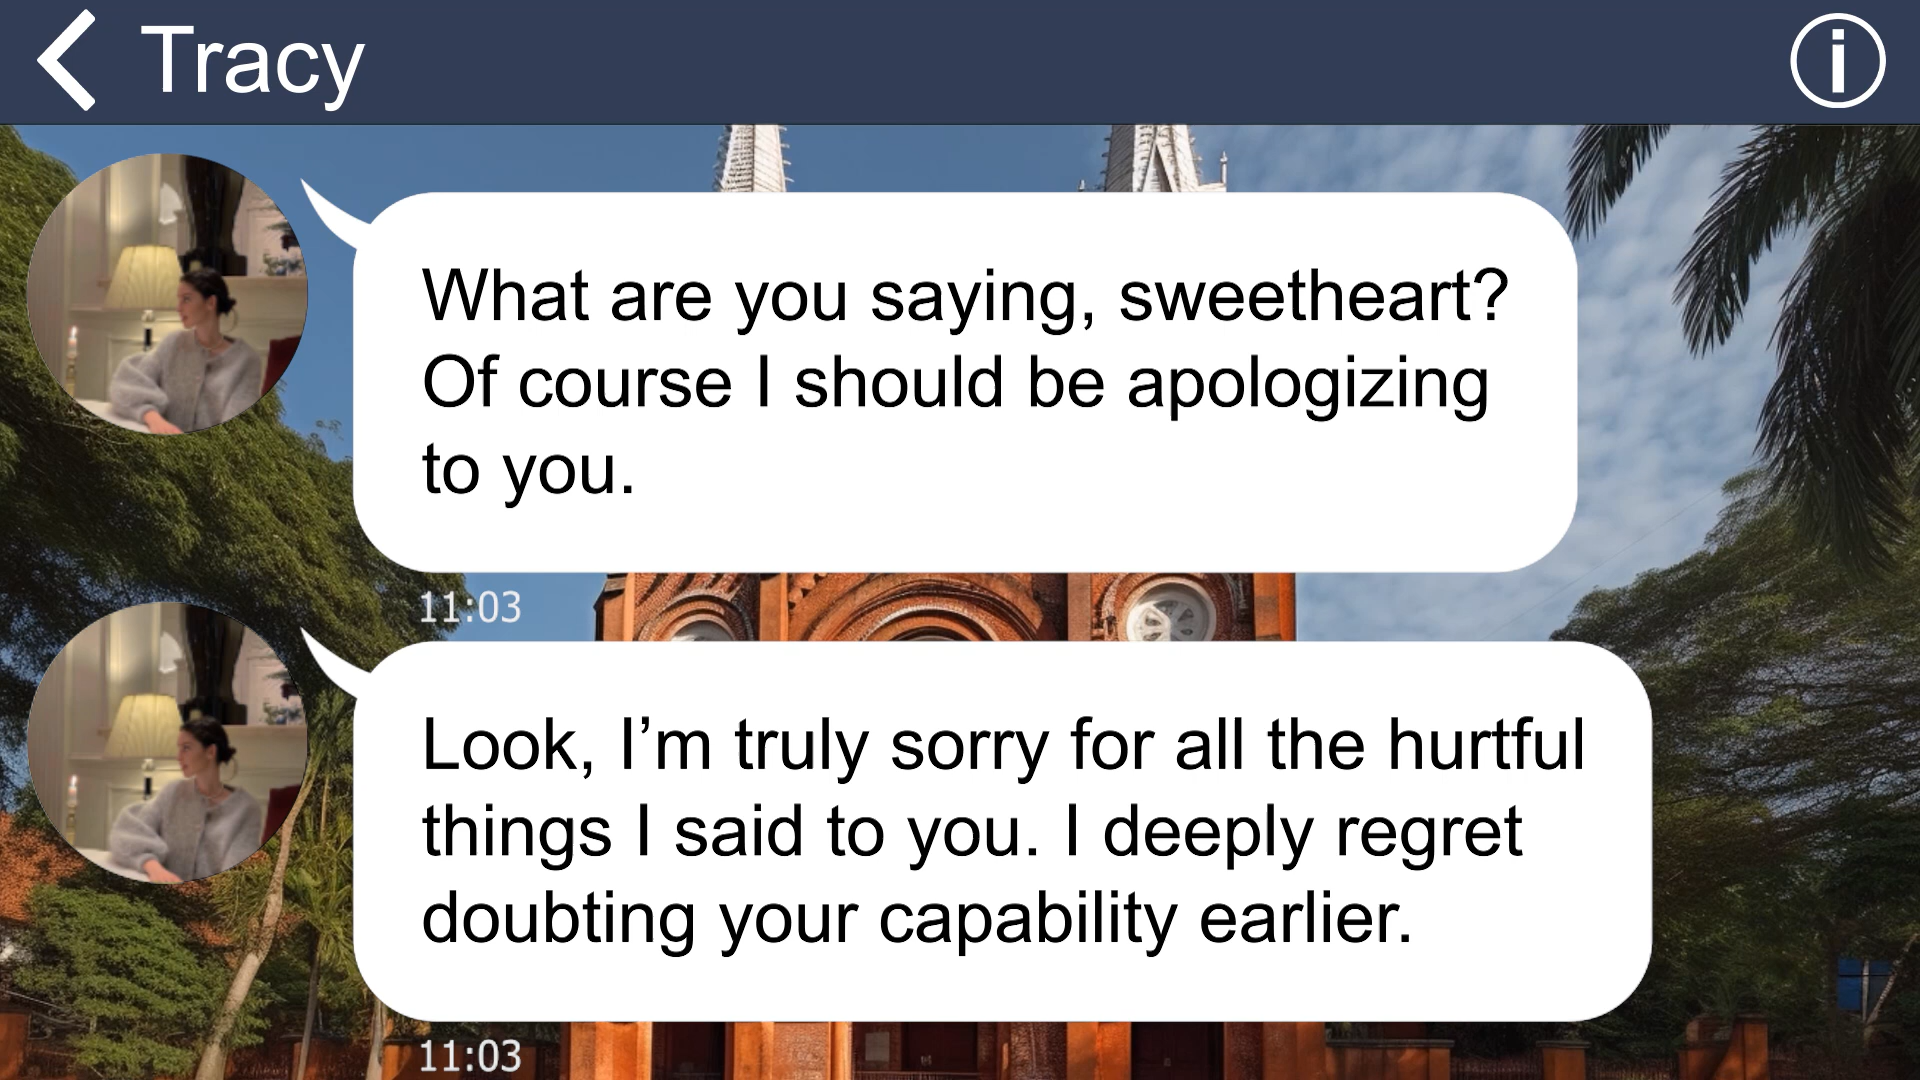 Tracy
What are you saying, sweetheart?
Of course I should be apologizing
to you.
11:03
Look, I’m truly sorry for all the hurtful
things I said to you. I deeply regret
doubting your capability earlier.
11:03